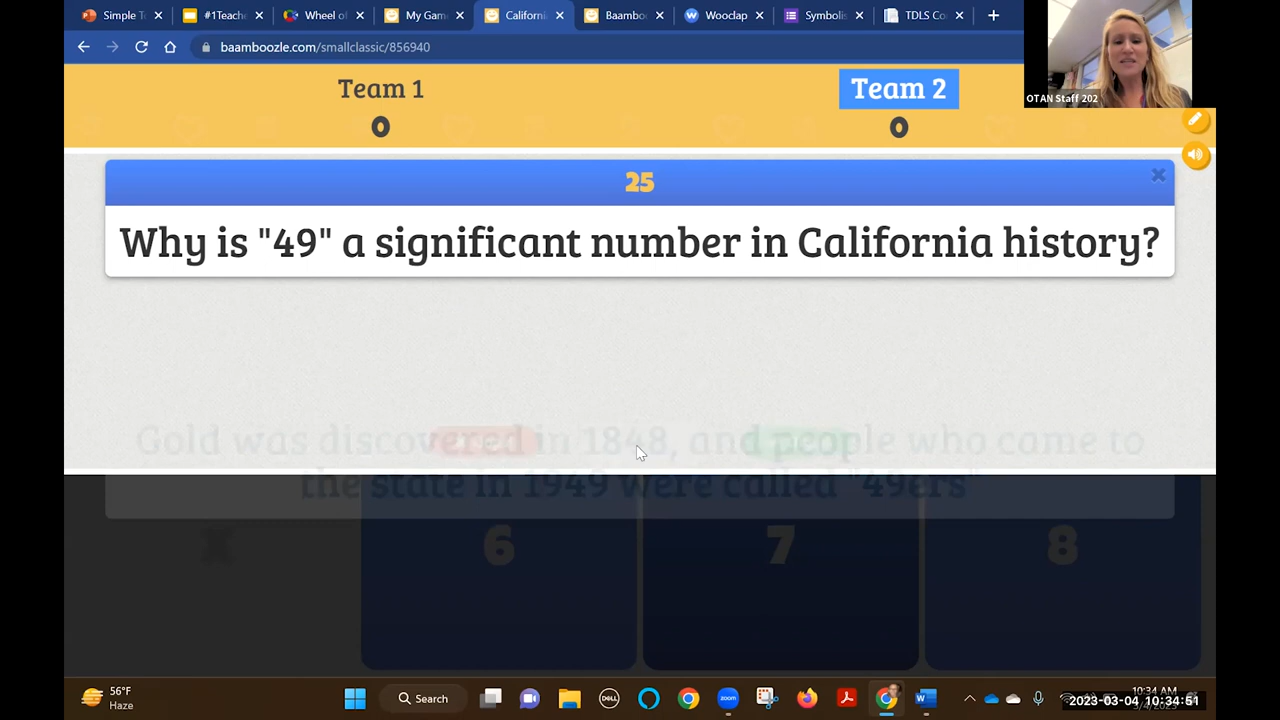 Simple T
#1Teach
Wheel of
My Gam
Californi
Baambo
Wooclap
Symboli
TDLS Co
baamboozle.com/smallclassic/856940
OTAN Staff 202
Team 1
Team 2
0
0
25
Why is "49" a significant number in California history?
Gold was discovered in 1848, and people who came to
the state in 1949 were called "49ers"
6
7
8
56°F
Haze
Search
DELL
zoom
10:34 AM
2023-03-04 10:34:51